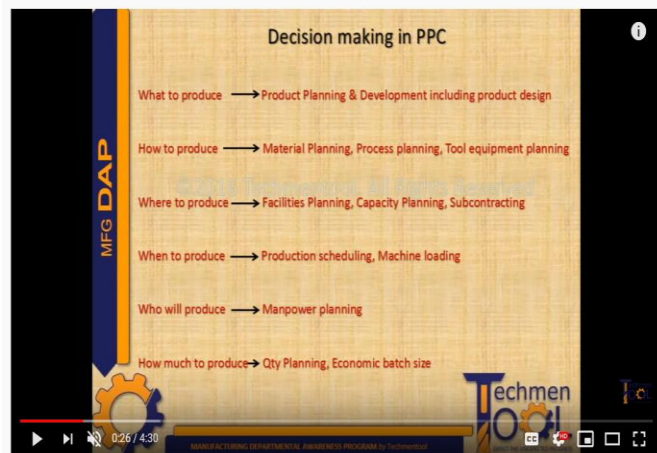 Decision making in PPC
What to produce → Product Planning & Development including product design
How to produce → Material Planning, Process planning, Tool equipment planning
Where to produce → Facilities Planning, Capacity Planning, Subcontracting
When to produce → Production scheduling, Machine loading
Who will produce → Manpower planning
How much to produce → Qty Planning, Economic batch size
MFG DAP
Techmen
Tool
MANUFACTURING DEPARTMENTAL AWARENESS PROGRAM by Techmentool
0:26 / 4:30
CC
HD